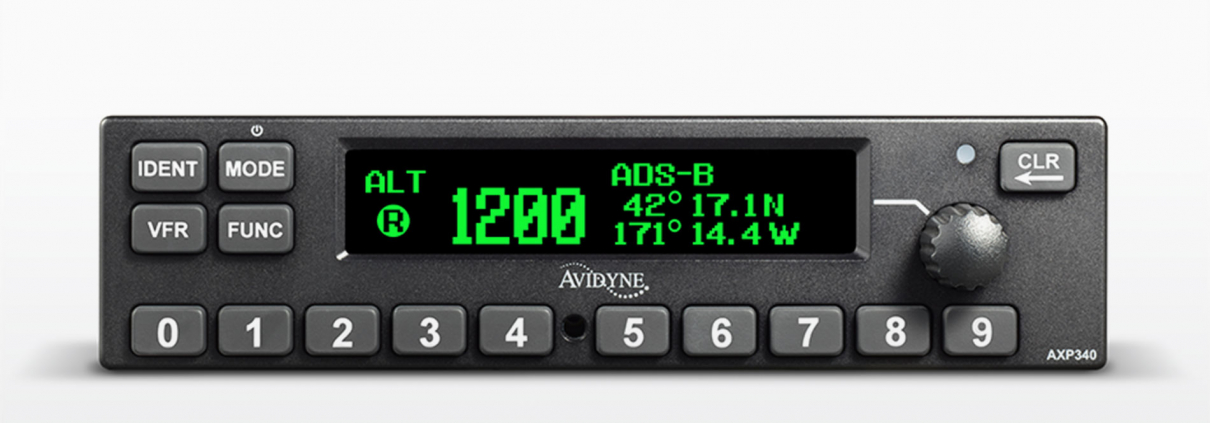 IDENT MODE
VFR FUNC
ALT
R
1200
ADS-B
42° 17.1N
171° 14.4W
CLR
AVIDYNE
0 1 2 3 4 5 6 7 8 9
AXP340